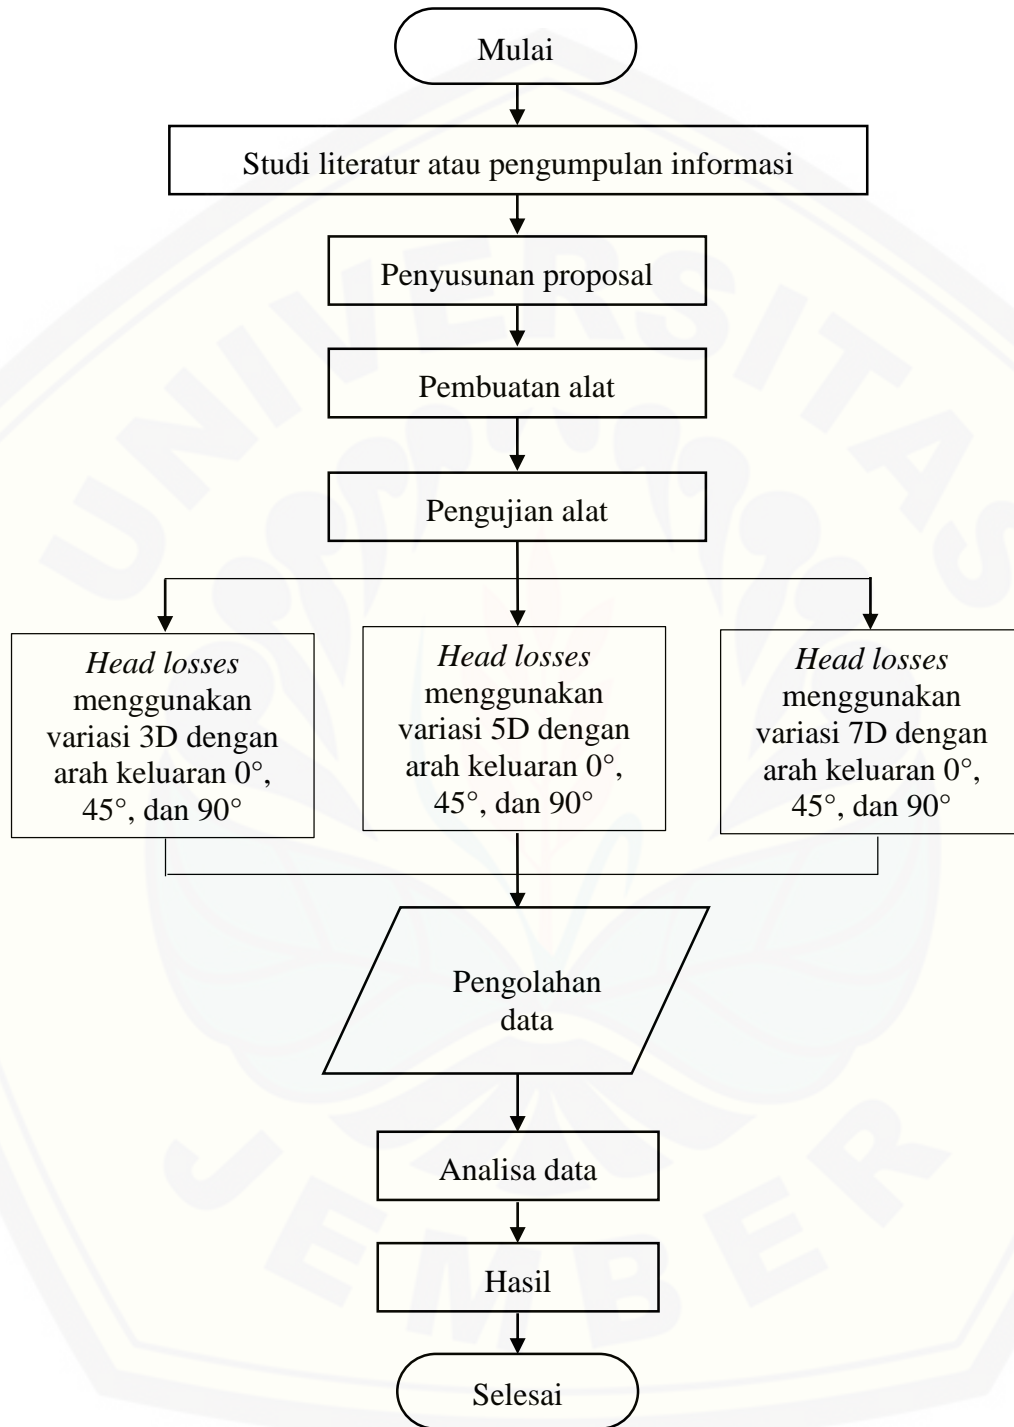 Mulai
Studi literatur atau pengumpulan informasi
Penyusunan proposal
Pembuatan alat
Pengujian alat
Head losses
menggunakan
variasi 3D dengan
arah keluaran 0°,
45°, dan 90°
Head losses
menggunakan
variasi 5D dengan
arah keluaran 0°,
45°, dan 90°
Head losses
menggunakan
variasi 7D dengan
arah keluaran 0°,
45°, dan 90°
Pengolahan
data
Analisa data
Hasil
Selesai
UNIVERSITAS
JEMBER